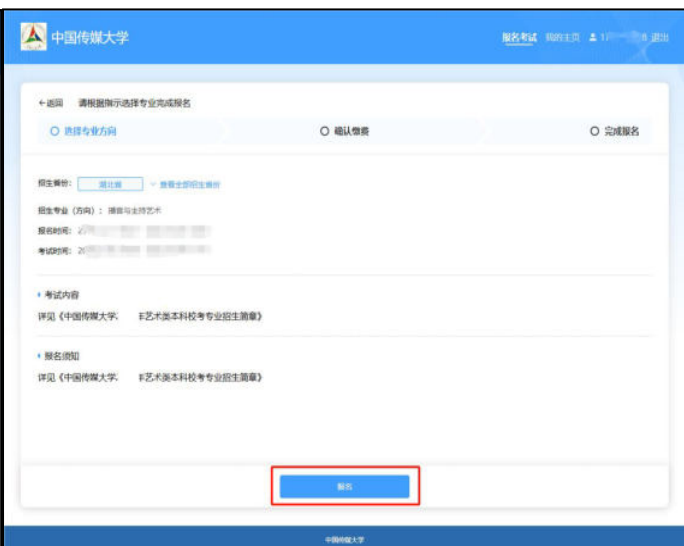 中国传媒大学
报名考试 我的主页 退出
←返回 请根据指示选择专业完成报名
选择专业方向 确认缴费 完成报名
招生省份： 湖北省 查看全部招生省份
招生专业（方向）：播音与主持艺术
报名时间：
考试时间：
考试内容
详见《中国传媒大学 艺术类本科校考专业招生简章》
报名须知
详见《中国传媒大学 艺术类本科校考专业招生简章》
报名
中国传媒大学